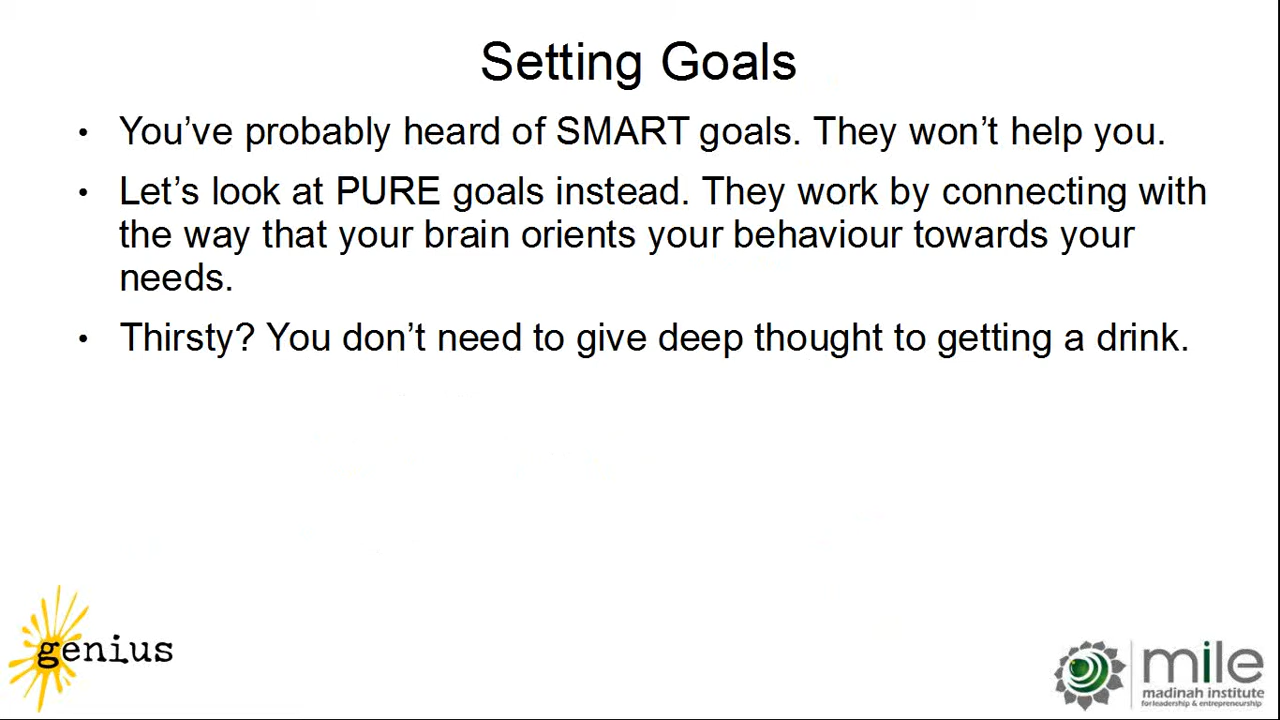 Setting Goals
• You’ve probably heard of SMART goals. They won’t help you.
• Let’s look at PURE goals instead. They work by connecting with
the way that your brain orients your behaviour towards your
needs.
• Thirsty? You don’t need to give deep thought to getting a drink.
genius
mile
madinah institute
for leadership & entrepreneurship